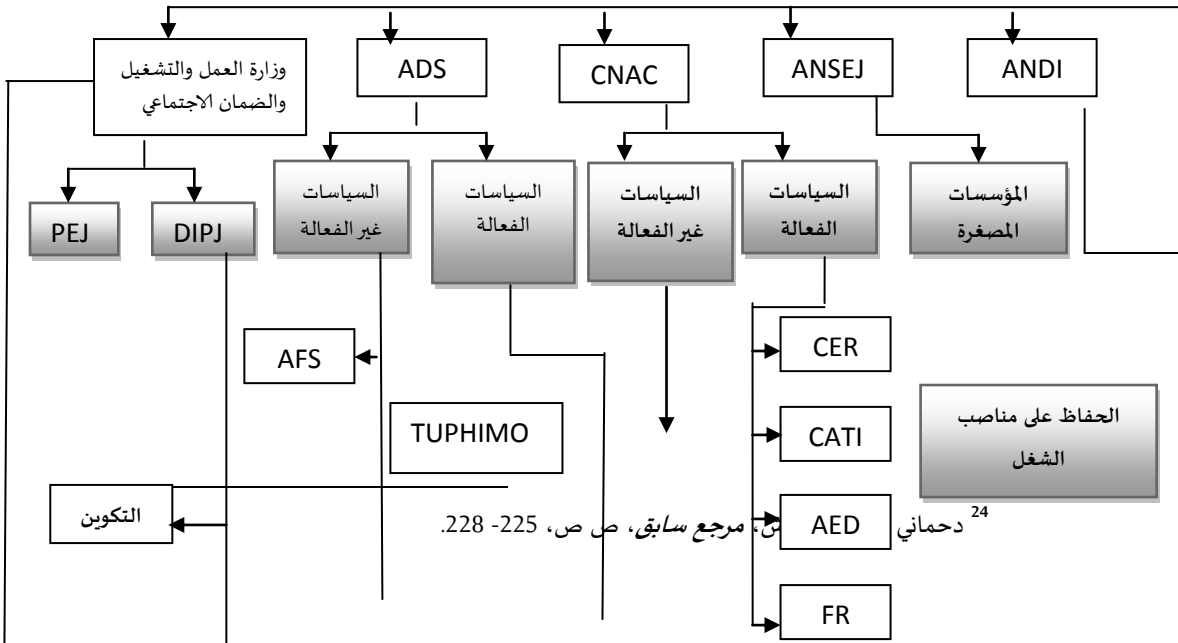 وزارة العمل والتشغيل
والضمان الاجتماعي
ADS
CNAC
ANSEJ
ANDI
PEJ
DIPJ
السياسات
غير الفعالة
السياسات
الفعالة
السياسات
غير الفعالة
السياسات
الفعالة
المؤسسات
المصغرة
AFS
TUPHIMO
التكوين
CER
CATI
AED
FR
الحفاظ على مناصب
الشغل
24 دحماني ، مرجع سابق، ص ص، 225- 228.